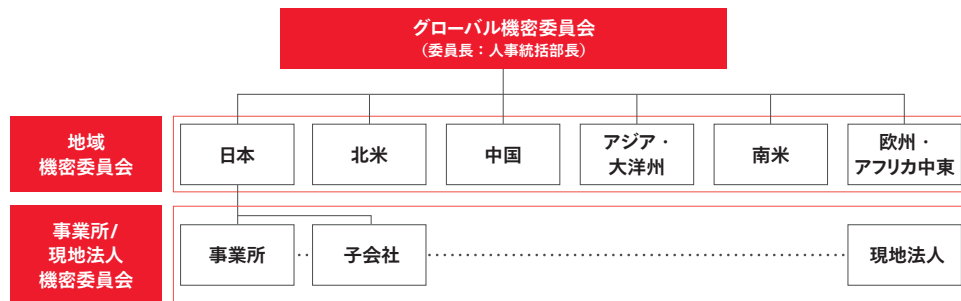 グローバル機密委員会
（委員長：人事統括部長）
地域
機密委員会
日本
北米
中国
アジア・
大洋州
南米
欧州・
アフリカ中東
事業所/
現地法人
機密委員会
事業所
子会社
現地法人